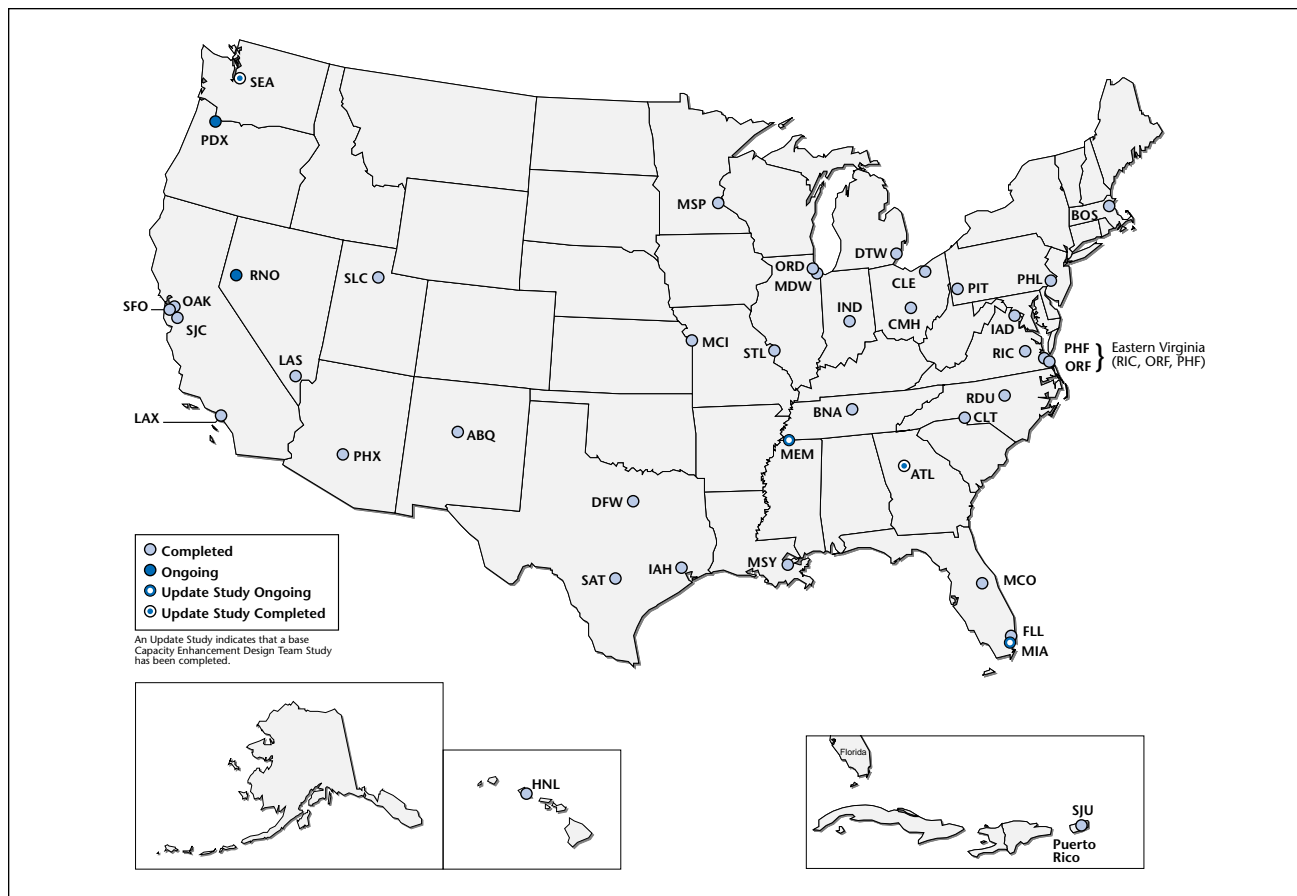 SEA
PDX
MSP
BOS
DTW
ORD
MDW
CLE
PIT
PHL
RNO
SLC
SFO
OAK
SJC
IND
CMH
IAD
MCI
STL
RIC
PHF
ORF
} Eastern Virginia
(RIC, ORF, PHF)
LAS
BNA
RDU
CLT
LAX
ABQ
MEM
PHX
ATL
DFW
SAT
IAH
MSY
MCO
FLL
MIA
Completed
Ongoing
Update Study Ongoing
Update Study Completed
An Update Study indicates that a base
Capacity Enhancement Design Team Study
has been completed.
HNL
Florida
SJU
Puerto
Rico